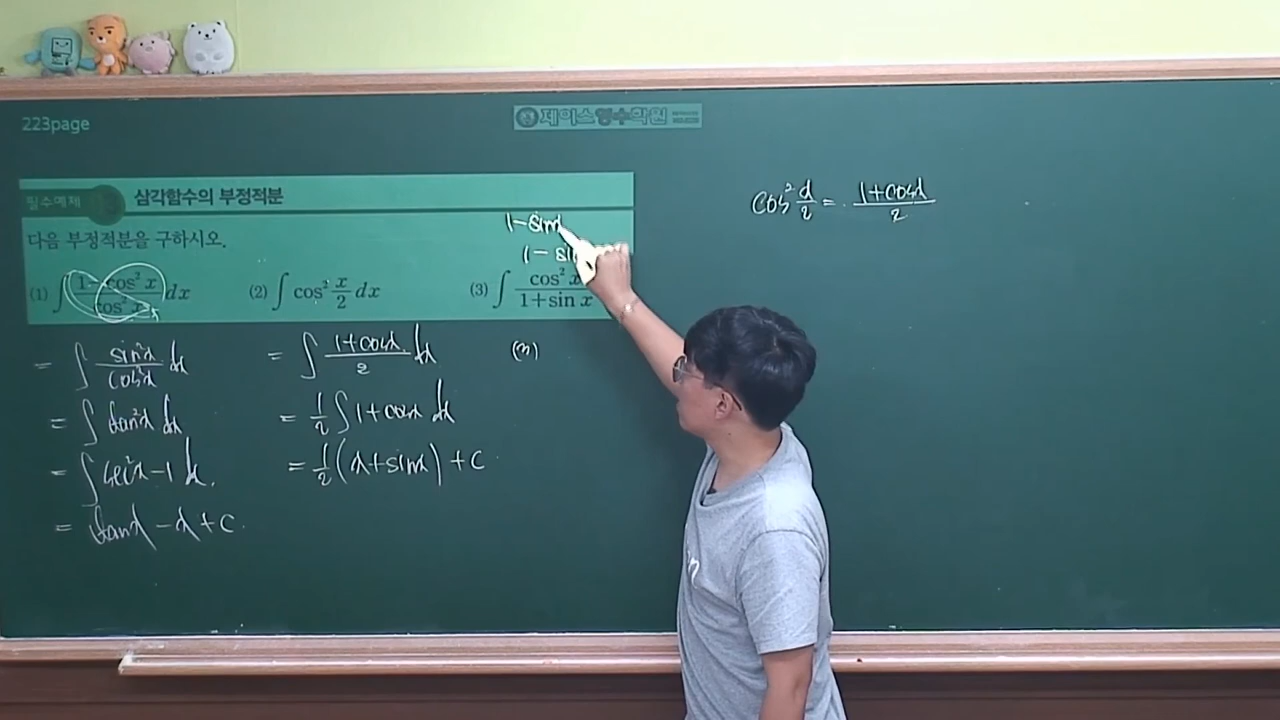 223page
제이스영수학원
필수예제
삼각함수의 부정적분
다음 부정적분을 구하시오.
(1) ∫ (1-cos²x)/(cos²x) dx
(2) ∫ cos² x/2 dx
(3) ∫ (cos²x)/(1+sin x)
1-sinx
1-si
= ∫ (sin²x)/(cos²x) dx
= ∫ tan²x dx
= ∫ sec²x-1 dx.
= tanx-x+C.
= ∫ (1+cosx)/2 dx
= 1/2 ∫ 1+cosx dx
= 1/2 (x+sinx)+C
(3)
cos² x/2 = (1+cosx)/2